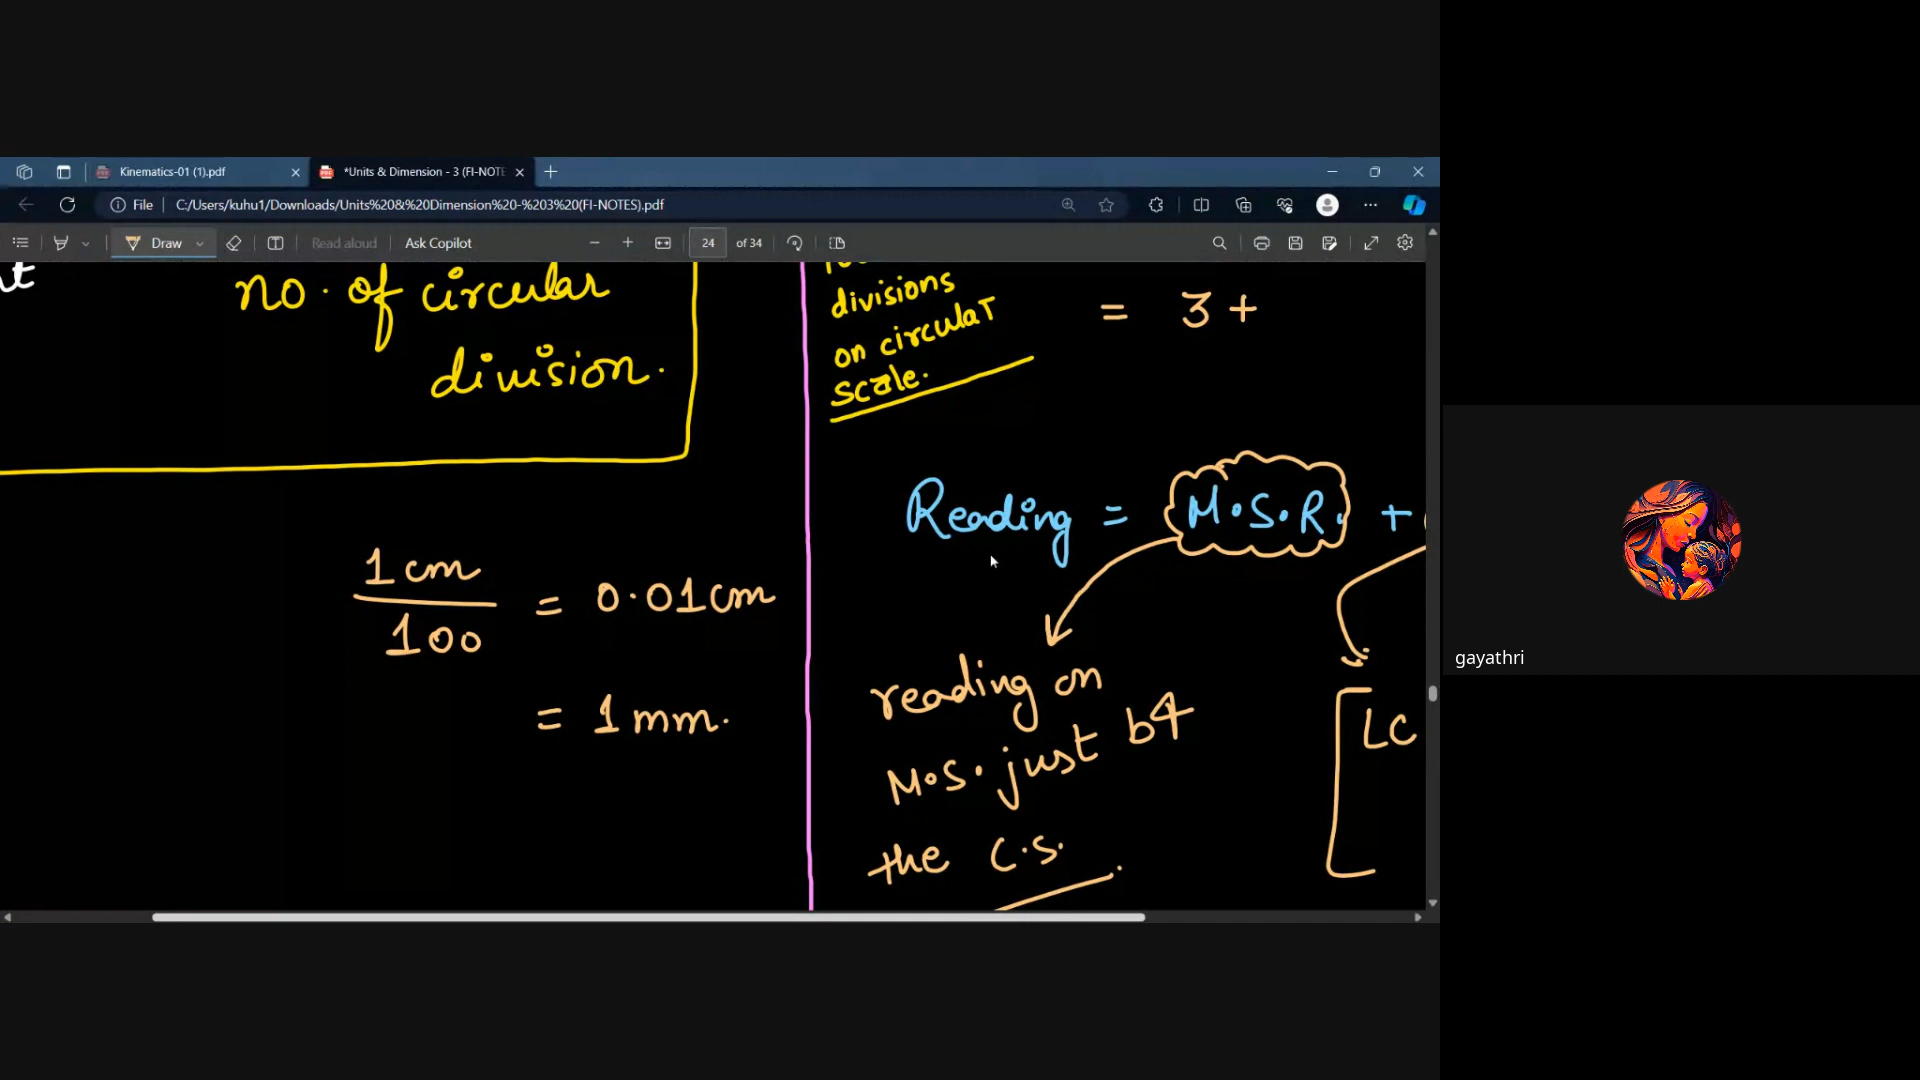 Kinematics-01 (1).pdf
*Units & Dimension - 3 (FI-NOTE
File C:/Users/kuhu1/Downloads/Units%20&%20Dimension%20-%203%20(FI-NOTES).pdf
Draw
Read aloud
Ask Copilot
24 of 34
no. of circular
division.
1 cm
100
= 0.01cm
= 1 mm.
divisions
on circular
scale.
= 3 +
Reading = M.S.R. +
reading on
M.S. just b4
the C.S.
LC
gayathri